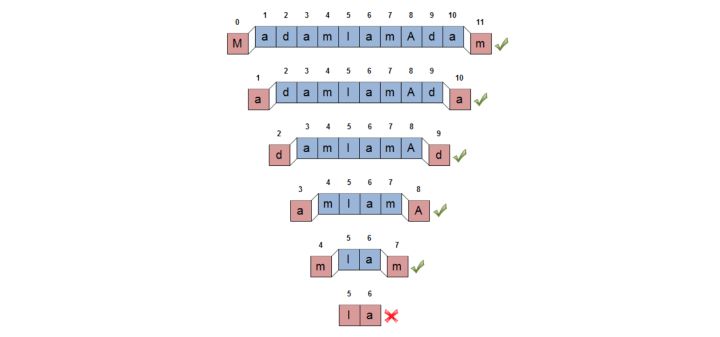 0 1 2 3 4 5 6 7 8 9 10 11
M a d a m I a m A d a m
1 2 3 4 5 6 7 8 9 10
a d a m I a m A d a
2 3 4 5 6 7 8 9
d a m I a m A d
3 4 5 6 7 8
a m I a m A
4 5 6 7
m I a m
5 6
I a